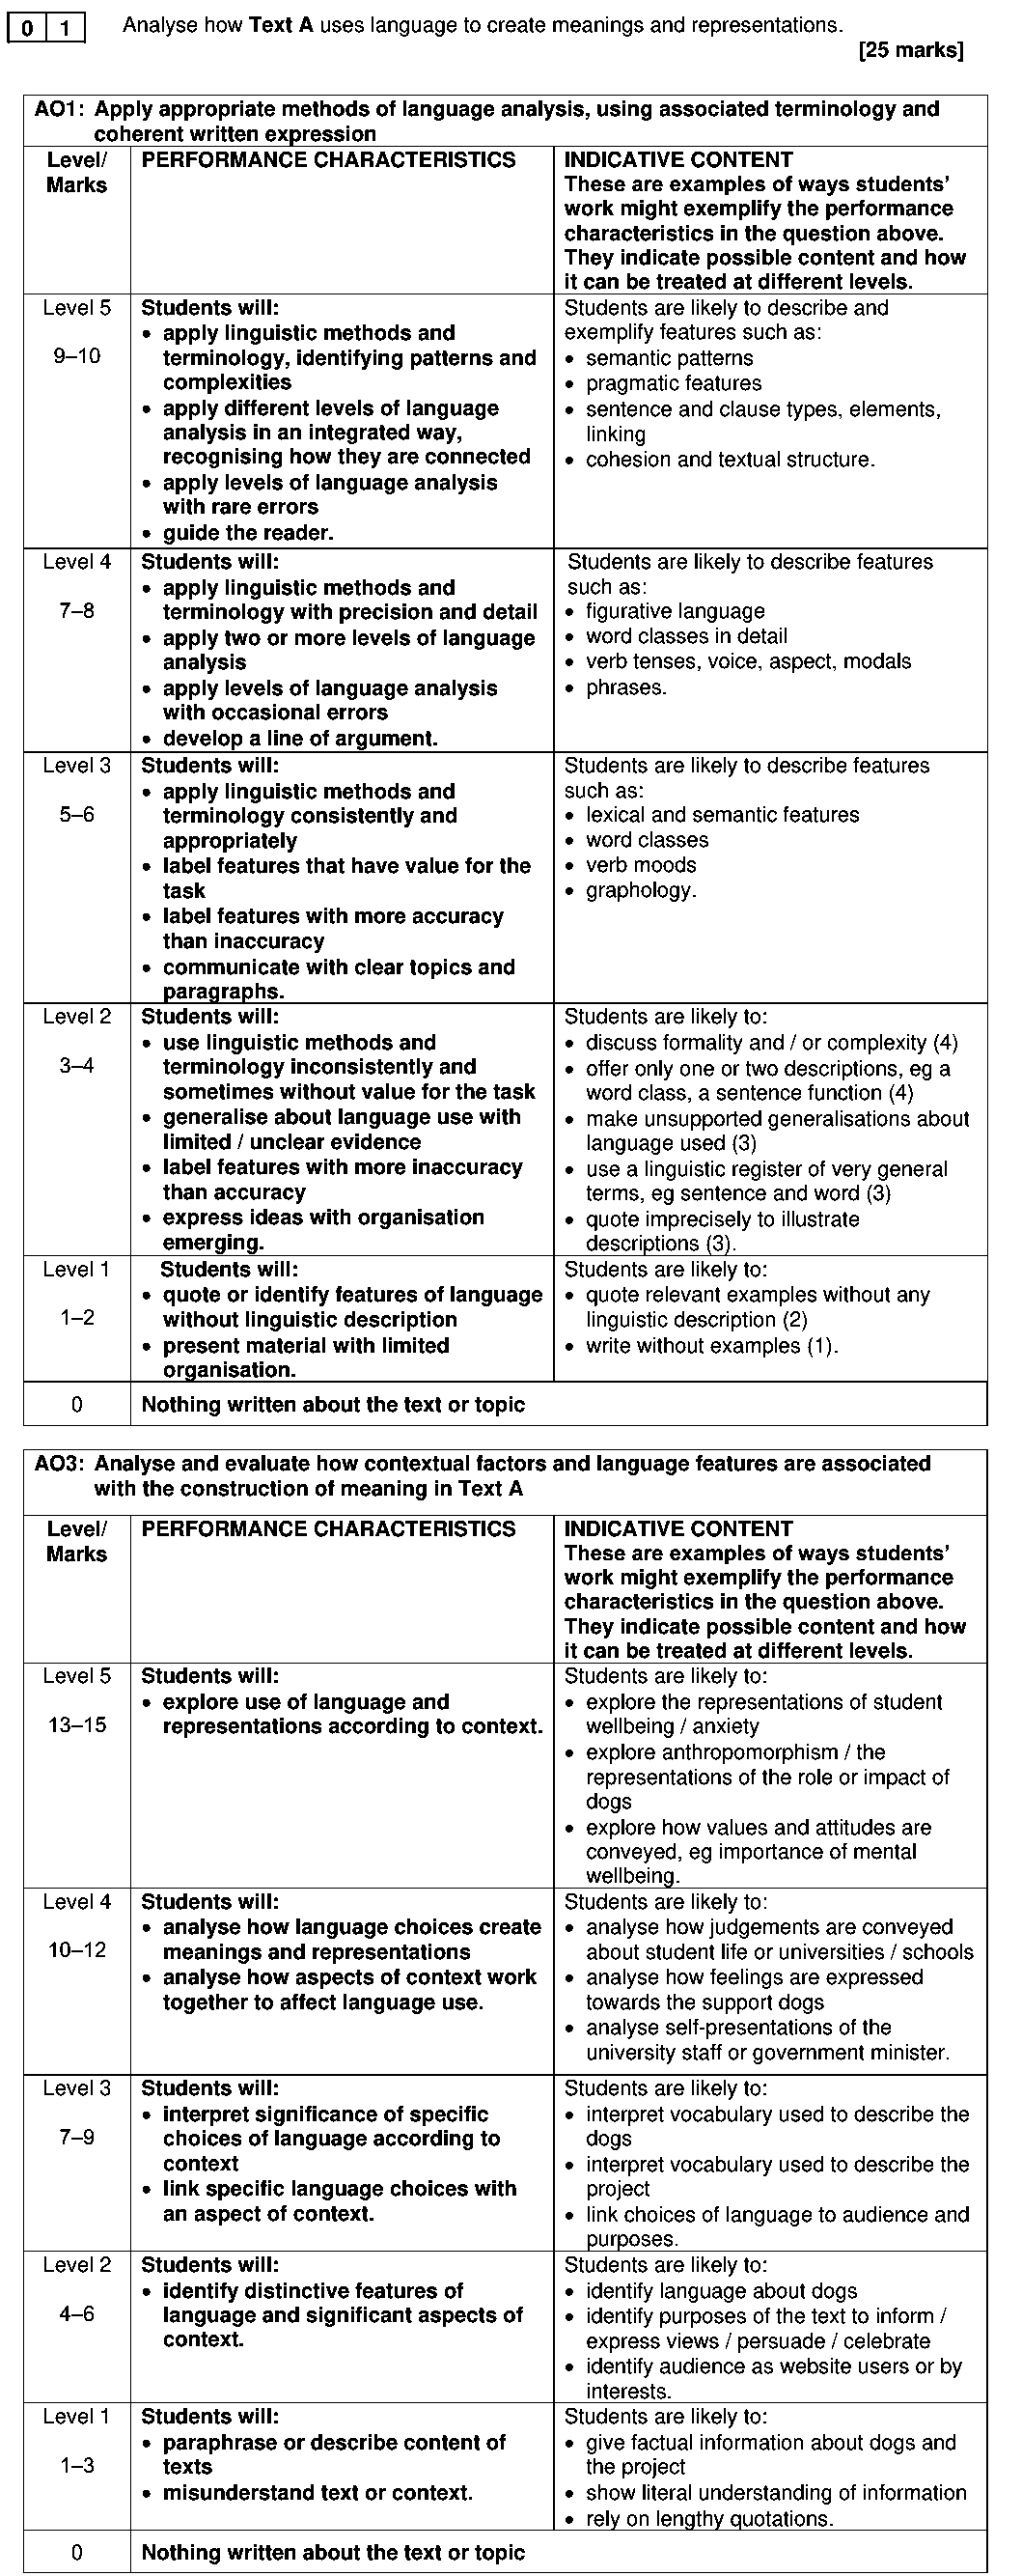 0 1 Analyse how Text A uses language to create meanings and representations.
[25 marks]
AO1: Apply appropriate methods of language analysis, using associated terminology and
coherent written expression
Level/
Marks
PERFORMANCE CHARACTERISTICS
INDICATIVE CONTENT
These are examples of ways students'
work might exemplify the performance
characteristics in the question above.
They indicate possible content and how
it can be treated at different levels.
Level 5
9–10
Students will:
• apply linguistic methods and
terminology, identifying patterns and
complexities
• apply different levels of language
analysis in an integrated way,
recognising how they are connected
• apply levels of language analysis
with rare errors
• guide the reader.
Students are likely to describe and
exemplify features such as:
• semantic patterns
• pragmatic features
• sentence and clause types, elements,
linking
• cohesion and textual structure.
Level 4
7–8
Students will:
• apply linguistic methods and
terminology with precision and detail
• apply two or more levels of language
analysis
• apply levels of language analysis
with occasional errors
• develop a line of argument.
Students are likely to describe features
such as:
• figurative language
• word classes in detail
• verb tenses, voice, aspect, modals
• phrases.
Level 3
5–6
Students will:
• apply linguistic methods and
terminology consistently and
appropriately
• label features that have value for the
task
• label features with more accuracy
than inaccuracy
• communicate with clear topics and
paragraphs.
Students are likely to describe features
such as:
• lexical and semantic features
• word classes
• verb moods
• graphology.
Level 2
3–4
Students will:
• use linguistic methods and
terminology inconsistently and
sometimes without value for the task
• generalise about language use with
limited / unclear evidence
• label features with more inaccuracy
than accuracy
• express ideas with organisation
emerging.
Students are likely to:
• discuss formality and / or complexity (4)
• offer only one or two descriptions, eg a
word class, a sentence function (4)
• make unsupported generalisations about
language used (3)
• use a linguistic register of very general
terms, eg sentence and word (3)
• quote imprecisely to illustrate
descriptions (3).
Level 1
1–2
Students will:
• quote or identify features of language
without linguistic description
• present material with limited
organisation.
Students are likely to:
• quote relevant examples without any
linguistic description (2)
• write without examples (1).
0
Nothing written about the text or topic
AO3: Analyse and evaluate how contextual factors and language features are associated
with the construction of meaning in Text A
Level/
Marks
PERFORMANCE CHARACTERISTICS
INDICATIVE CONTENT
These are examples of ways students'
work might exemplify the performance
characteristics in the question above.
They indicate possible content and how
it can be treated at different levels.
Level 5
13–15
Students will:
• explore use of language and
representations according to context.
Students are likely to:
• explore the representations of student
wellbeing / anxiety
• explore anthropomorphism / the
representations of the role or impact of
dogs
• explore how values and attitudes are
conveyed, eg importance of mental
wellbeing.
Level 4
10–12
Students will:
• analyse how language choices create
meanings and representations
• analyse how aspects of context work
together to affect language use.
Students are likely to:
• analyse how judgements are conveyed
about student life or universities / schools
• analyse how feelings are expressed
towards the support dogs
• analyse self-presentations of the
university staff or government minister.
Level 3
7–9
Students will:
• interpret significance of specific
choices of language according to
context
• link specific language choices with
an aspect of context.
Students are likely to:
• interpret vocabulary used to describe the
dogs
• interpret vocabulary used to describe the
project
• link choices of language to audience and
purposes.
Level 2
4–6
Students will:
• identify distinctive features of
language and significant aspects of
context.
Students are likely to:
• identify language about dogs
• identify purposes of the text to inform /
express views / persuade / celebrate
• identify audience as website users or by
interests.
Level 1
1–3
Students will:
• paraphrase or describe content of
texts
• misunderstand text or context.
Students are likely to:
• give factual information about dogs and
the project
• show literal understanding of information
• rely on lengthy quotations.
0
Nothing written about the text or topic